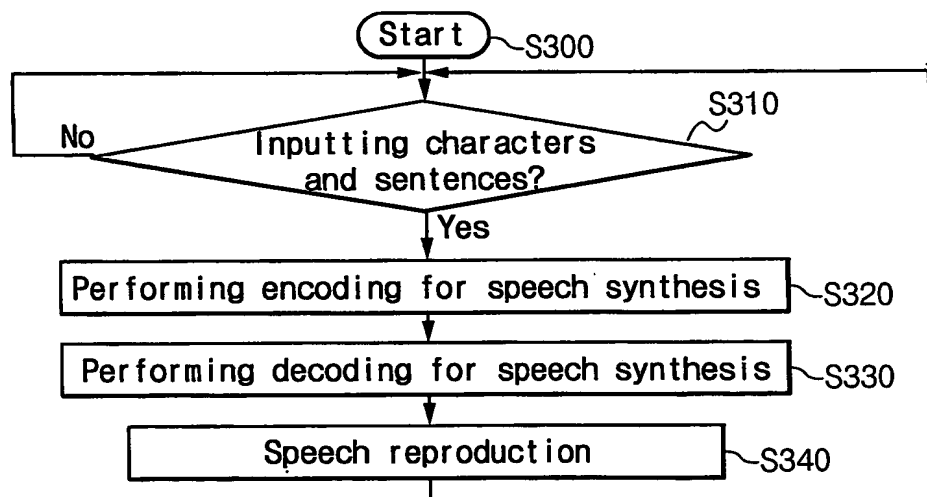 Start
S300
S310
No
Inputting characters
and sentences?
Yes
Performing encoding for speech synthesis
S320
Performing decoding for speech synthesis
S330
Speech reproduction
S340